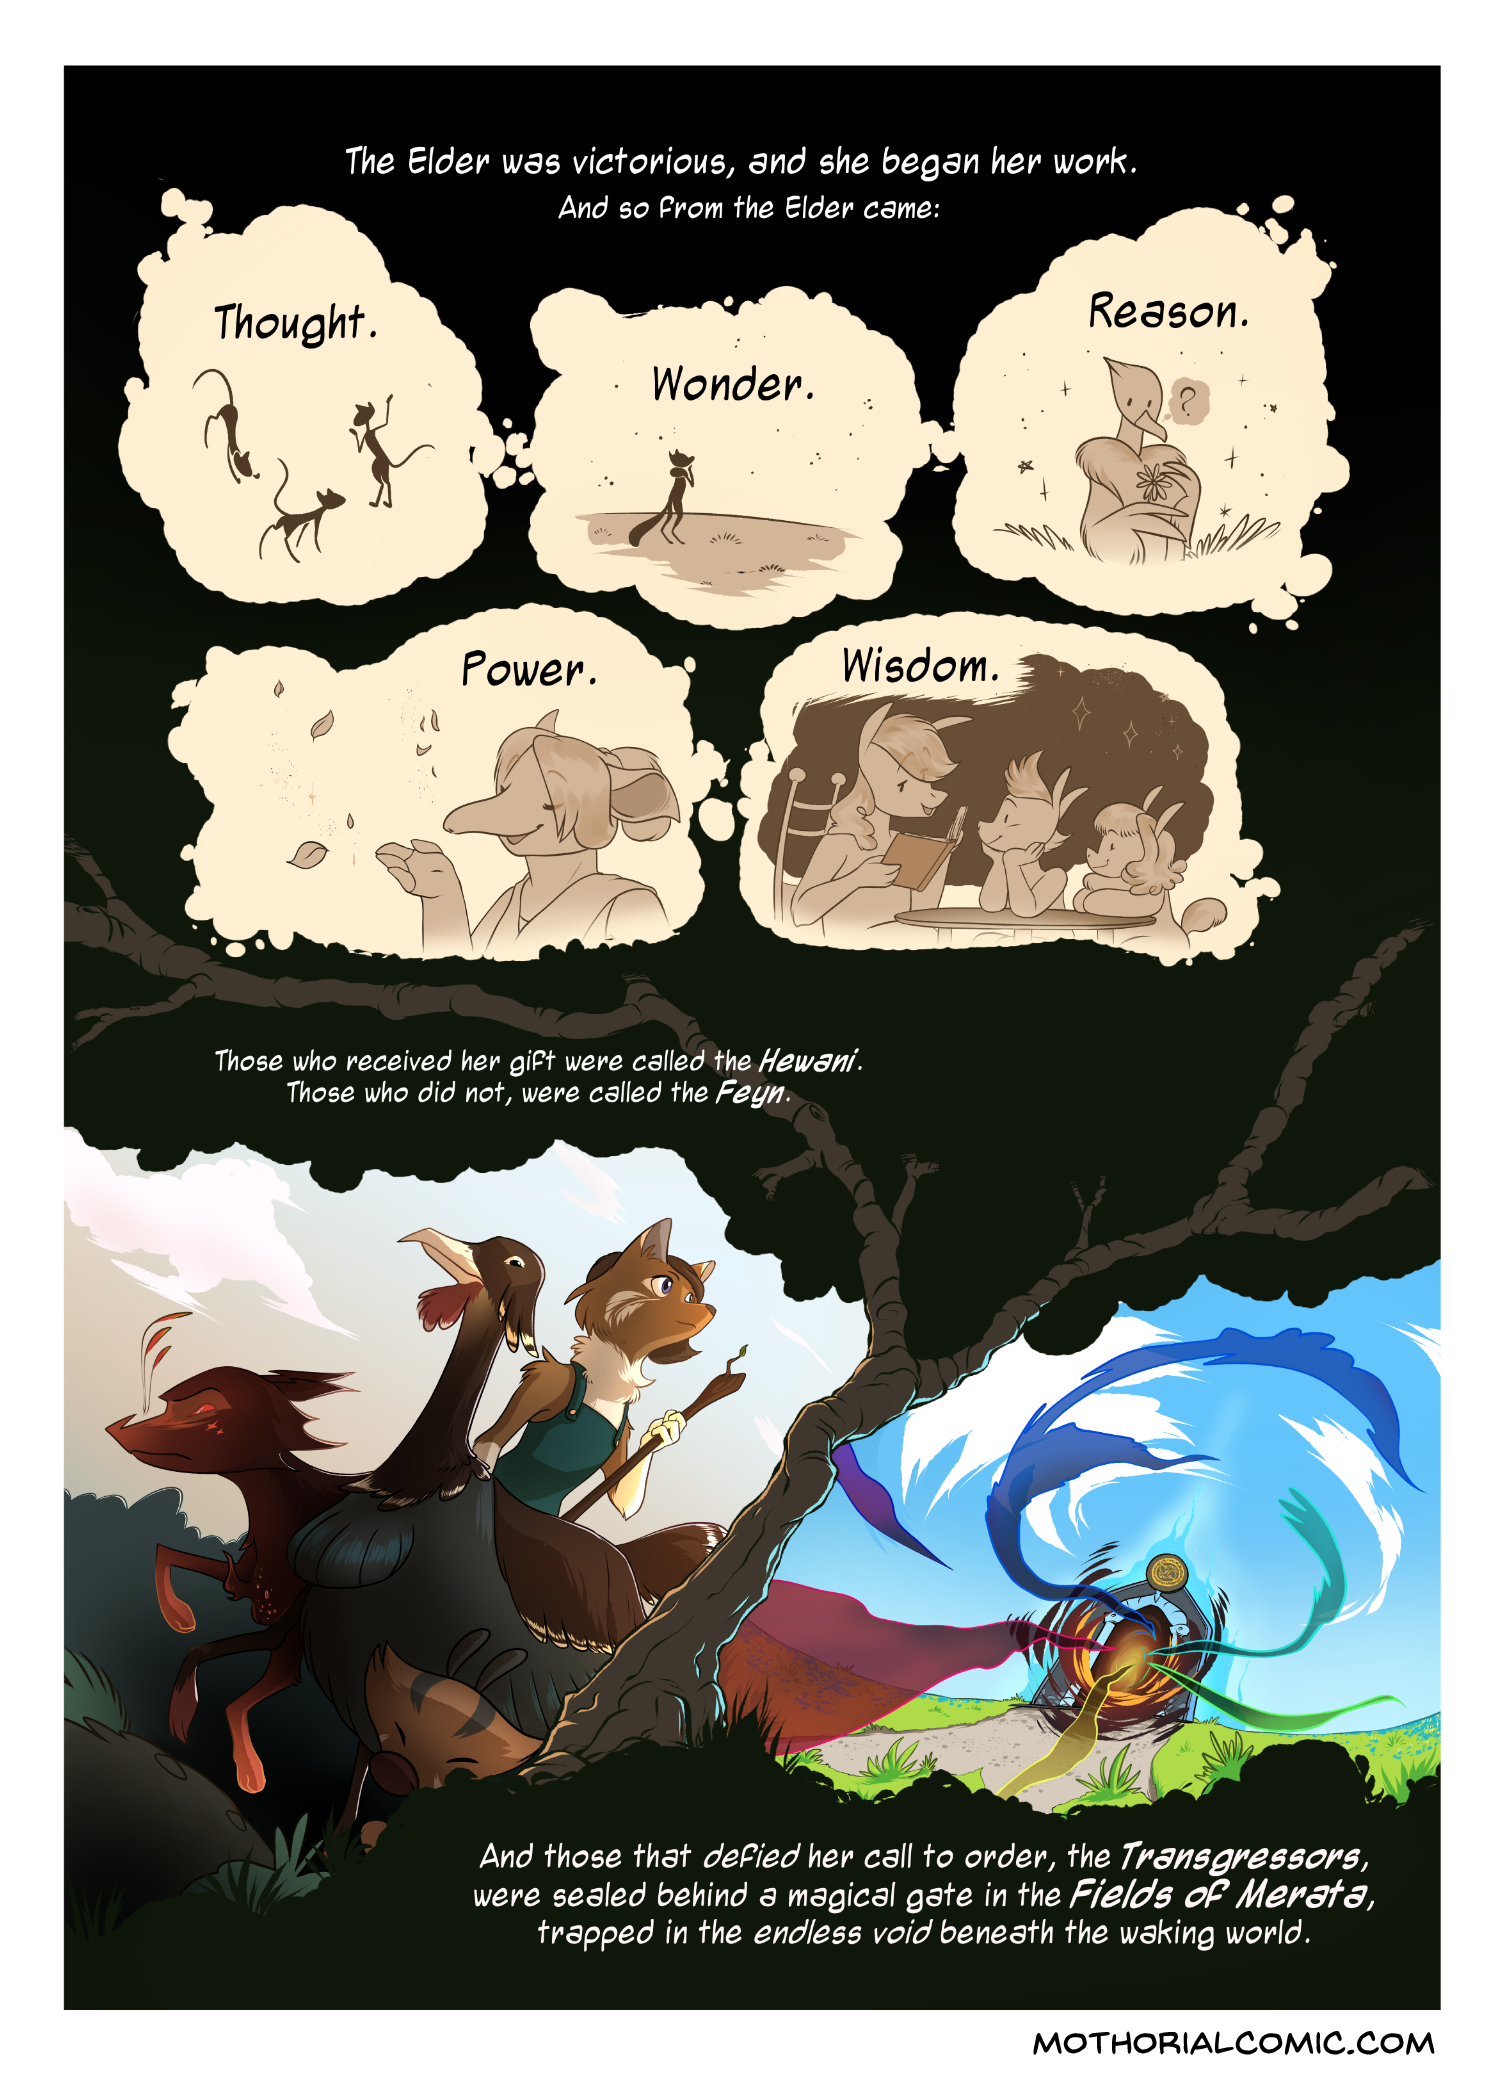 The Elder was victorious, and she began her work.
And so from the Elder came:
Thought.
Wonder.
Reason.
?
Power.
Wisdom.
Those who received her gift were called the Hewani.
Those who did not, were called the Feyn.
And those that defied her call to order, the Transgressors,
were sealed behind a magical gate in the Fields of Merata,
trapped in the endless void beneath the waking world.
MOTHORIALCOMIC.COM